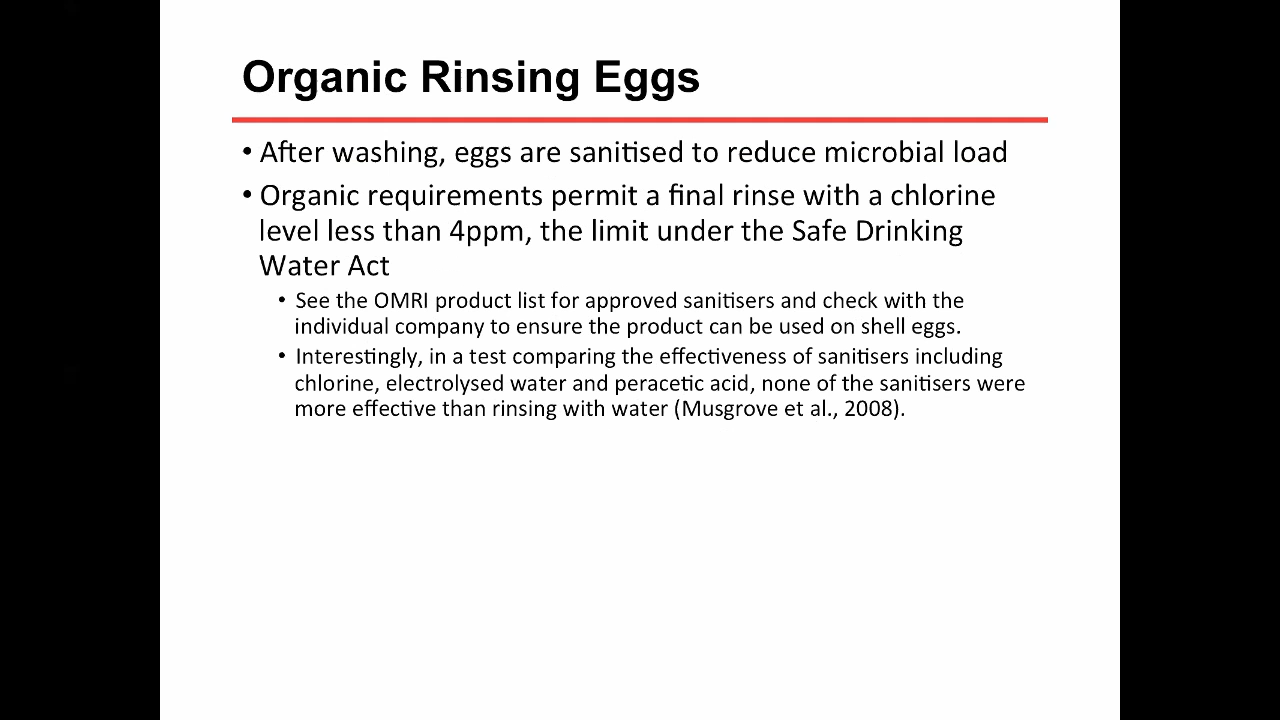 Organic Rinsing Eggs
• After washing, eggs are sanitised to reduce microbial load
• Organic requirements permit a final rinse with a chlorine
level less than 4ppm, the limit under the Safe Drinking
Water Act
• See the OMRI product list for approved sanitisers and check with the
individual company to ensure the product can be used on shell eggs.
• Interestingly, in a test comparing the effectiveness of sanitisers including
chlorine, electrolysed water and peracetic acid, none of the sanitisers were
more effective than rinsing with water (Musgrove et al., 2008).